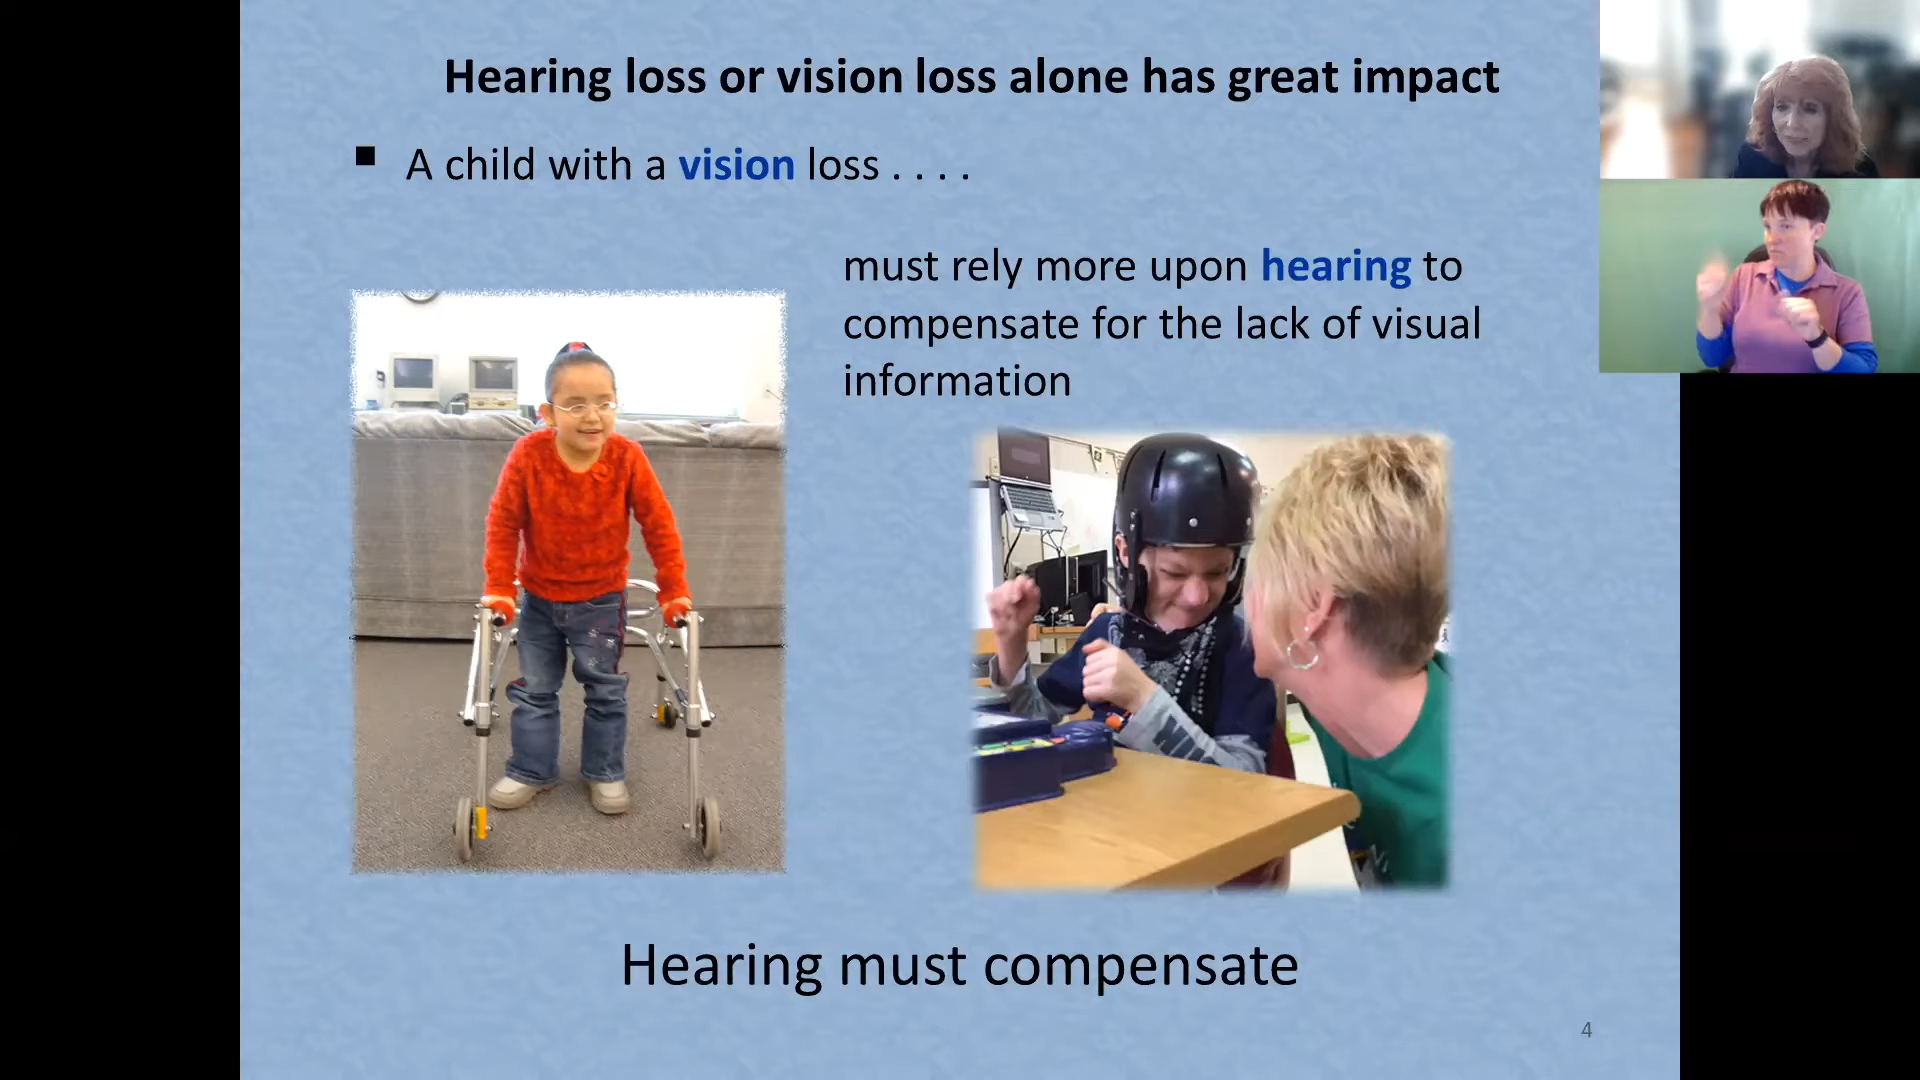 Hearing loss or vision loss alone has great impact
▪ A child with a vision loss . . . .
must rely more upon hearing to
compensate for the lack of visual
information
Hearing must compensate
4